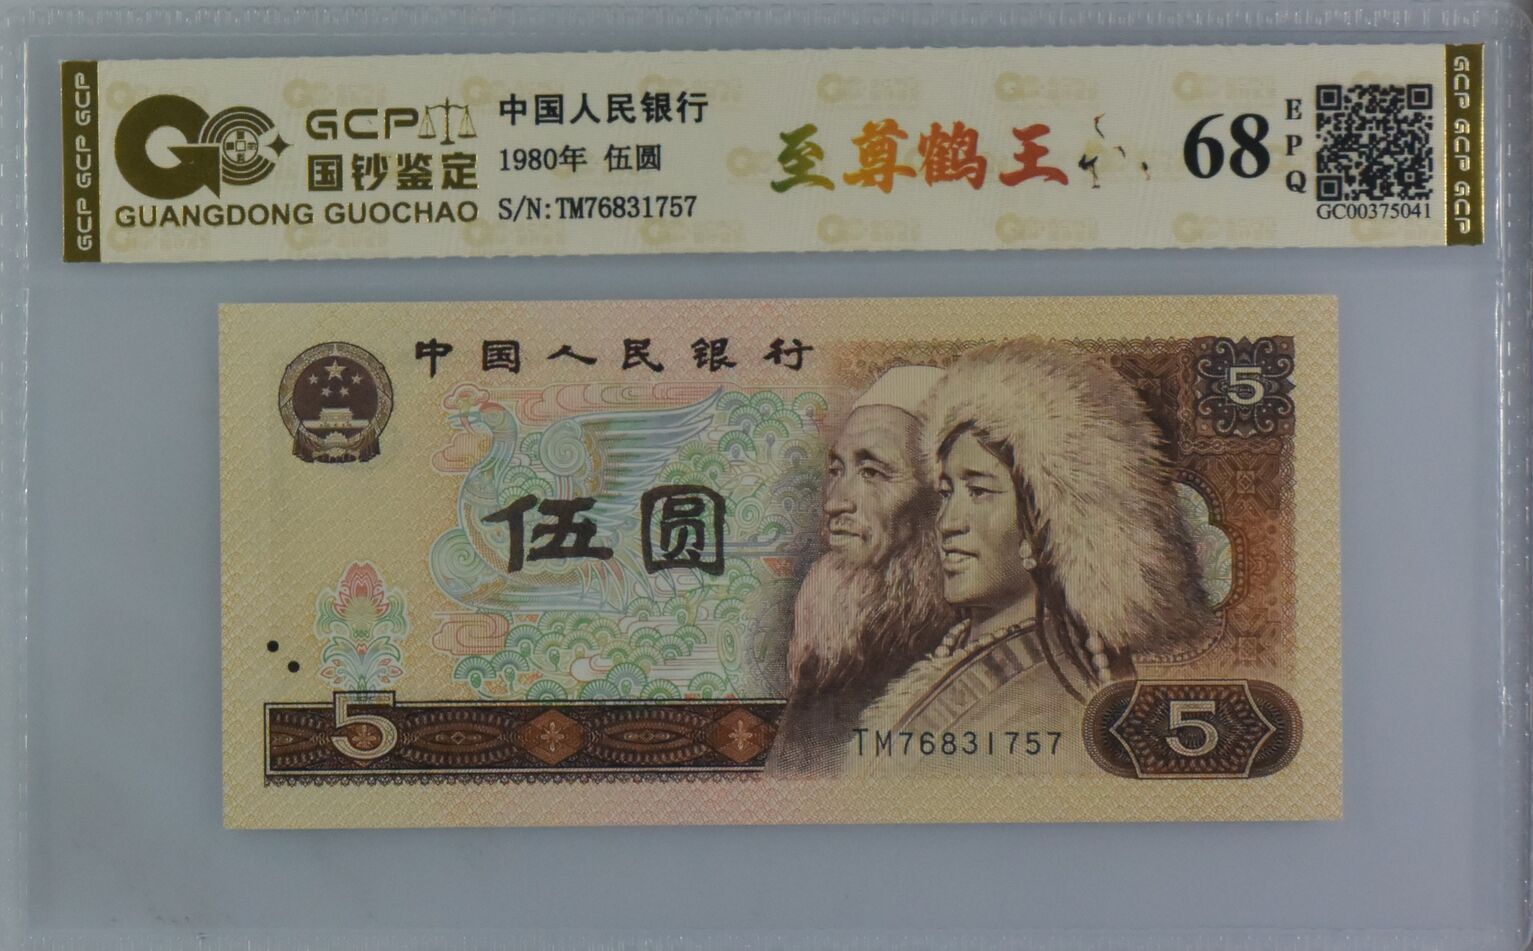 GCP GCP GCP
GCP
国钞鉴定
GUANGDONG GUOCHAO
中国人民银行
1980年 伍圆
S/N:TM76831757
至尊鹤王
68
EPQ
GC00375041
GCP GCP GCP
中国人民银行
5
伍圆
5
TM76831757
5